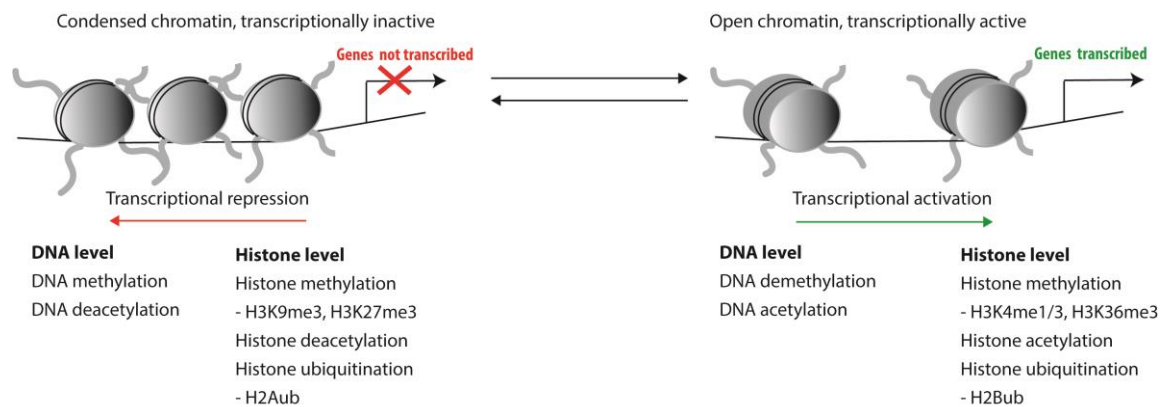 Condensed chromatin, transcriptionally inactive
Genes not transcribed
Transcriptional repression
DNA level
DNA methylation
DNA deacetylation
Histone level
Histone methylation
- H3K9me3, H3K27me3
Histone deacetylation
Histone ubiquitination
- H2Aub
Open chromatin, transcriptionally active
Genes transcribed
Transcriptional activation
DNA level
DNA demethylation
DNA acetylation
Histone level
Histone methylation
- H3K4me1/3, H3K36me3
Histone acetylation
Histone ubiquitination
- H2Bub